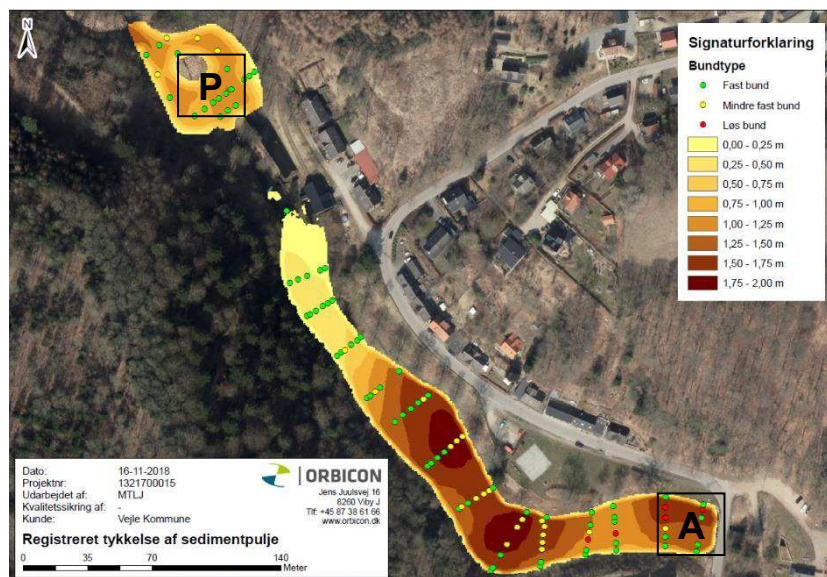 N
P
A
Signaturforklaring
Bundtype
Fast bund
Mindre fast bund
Løs bund
0,00 - 0,25 m
0,25 - 0,50 m
0,50 - 0,75 m
0,75 - 1,00 m
1,00 - 1,25 m
1,25 - 1,50 m
1,50 - 1,75 m
1,75 - 2,00 m
Dato: 16-11-2018
Projektnr: 1321700015
Udarbejdet af: MTLJ
Kvalitetssikring af: -
Kunde: Vejle Kommune
ORBICON
Jens Juulsvej 16
8260 Viby J
Tlf: +45 87 38 61 66
www.orbicon.dk
Registreret tykkelse af sedimentpulje
0 35 70 140
Meter